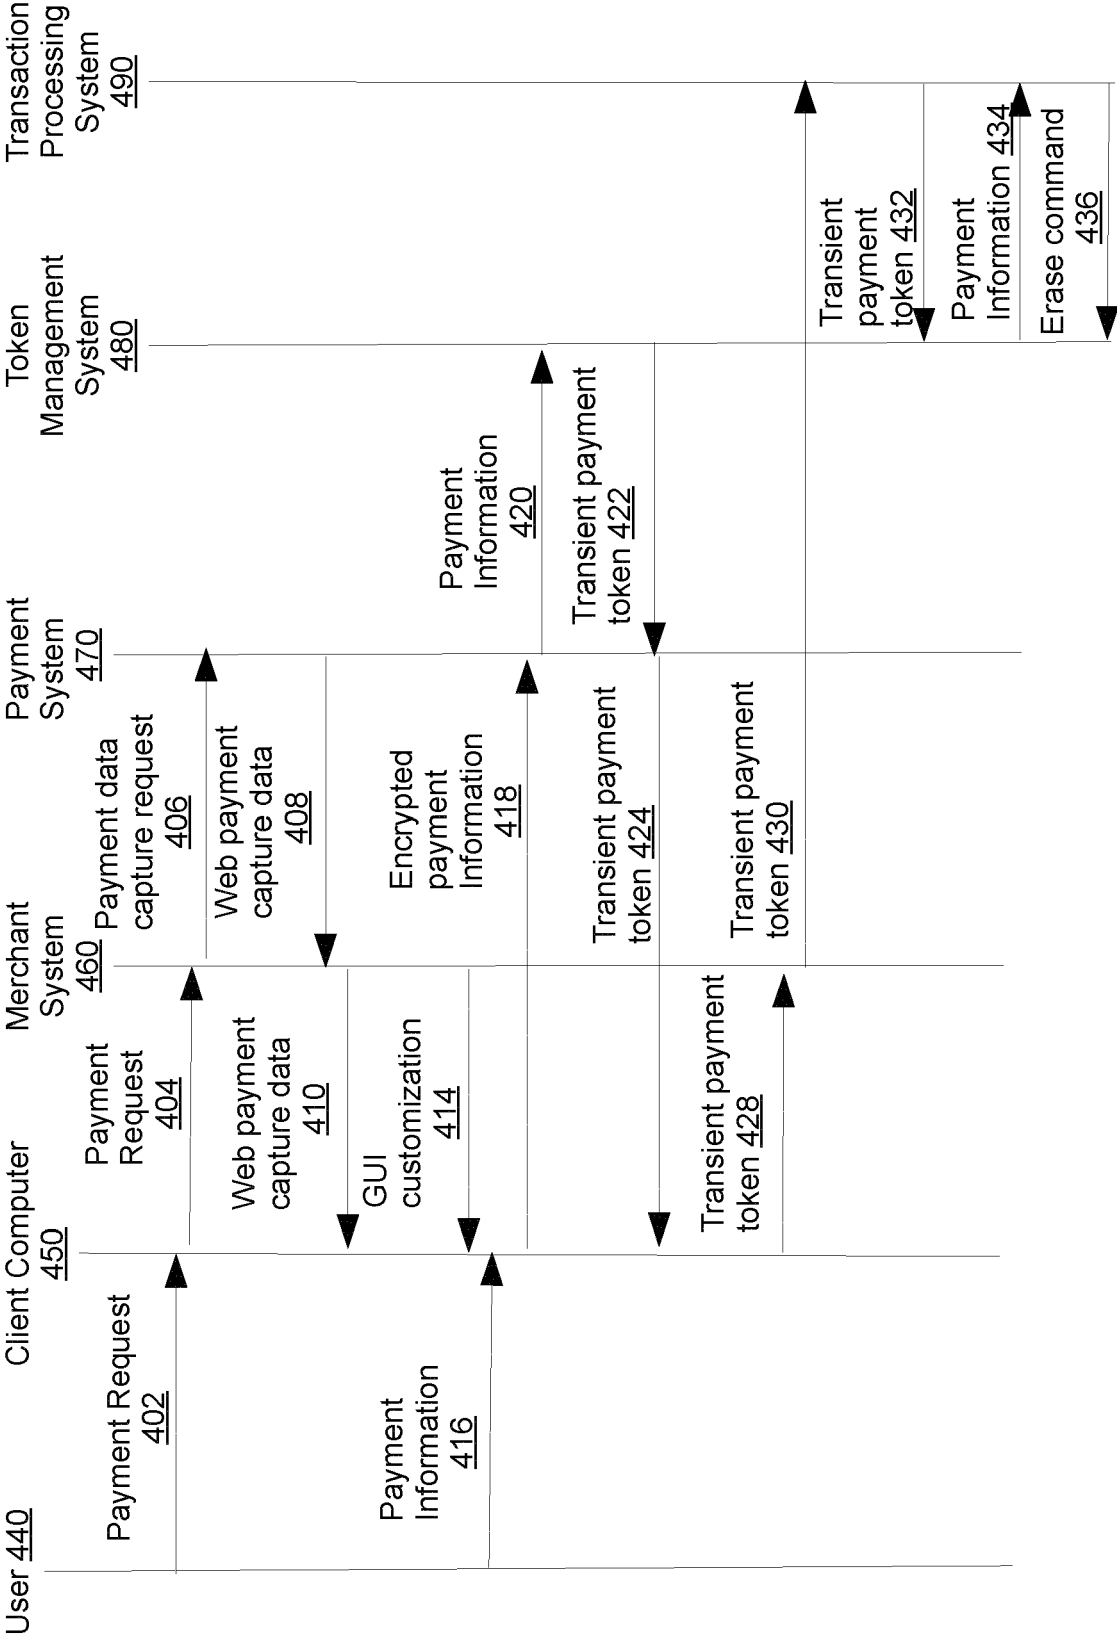 User 440
Client Computer
450
Merchant
System
460
Payment
System
470
Token
Management
System
480
Transaction
Processing
System
490
Payment Request
402
Payment
Request
404
Payment data
capture request
406
Web payment
capture data
408
Web payment
capture data
410
GUI
customization
414
Payment
Information
416
Encrypted
payment
Information
418
Payment
Information
420
Transient payment
token 422
Transient payment
token 424
Transient payment
token 428
Transient payment
token 430
Transient
payment
token 432
Payment
Information 434
Erase command
436